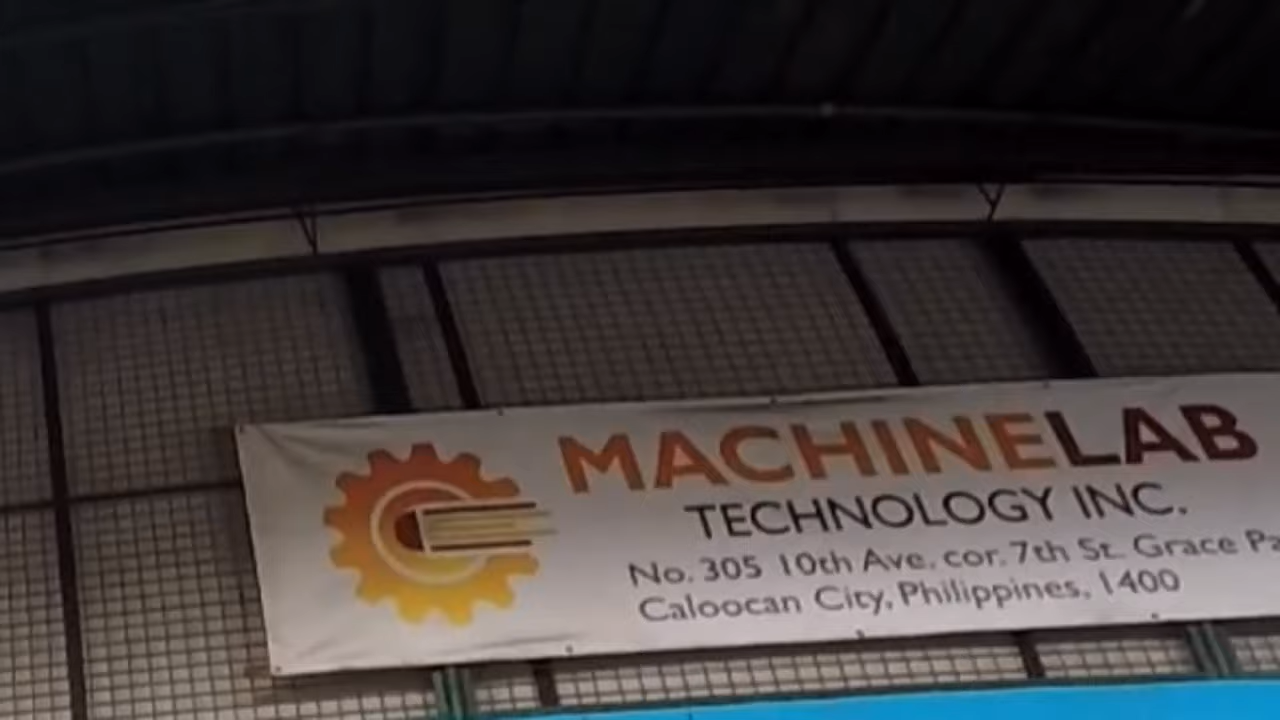 MACHINELAB
TECHNOLOGY INC.
No. 305 10th Ave. cor. 7th St. Grace
Caloocan City, Philippines, 1400